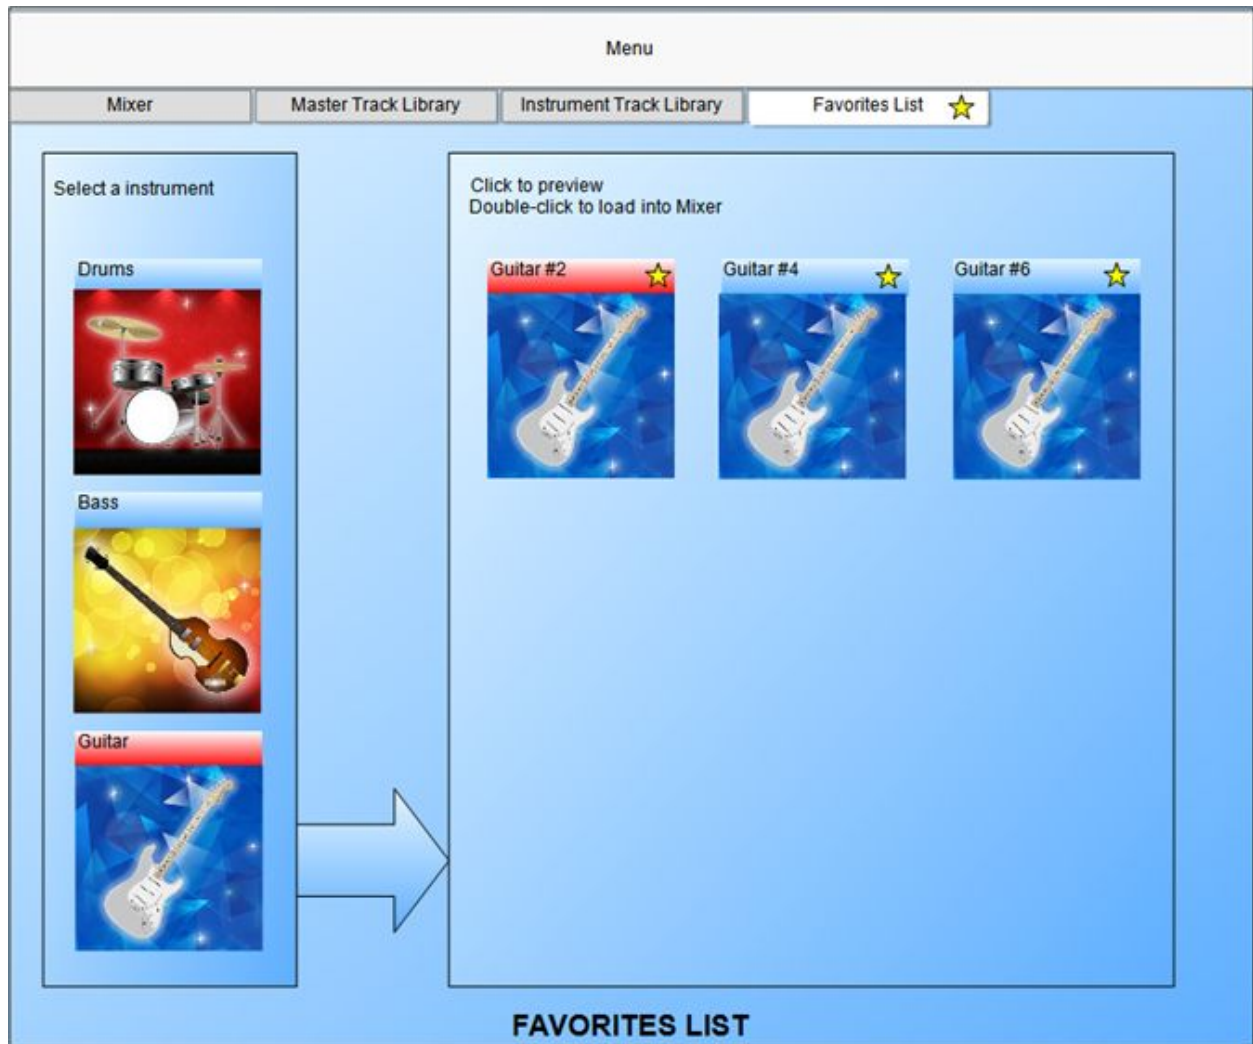 Menu
Mixer
Master Track Library
Instrument Track Library
Favorites List
Select a instrument
Drums
Bass
Guitar
Click to preview
Double-click to load into Mixer
Guitar #2
Guitar #4
Guitar #6
FAVORITES LIST